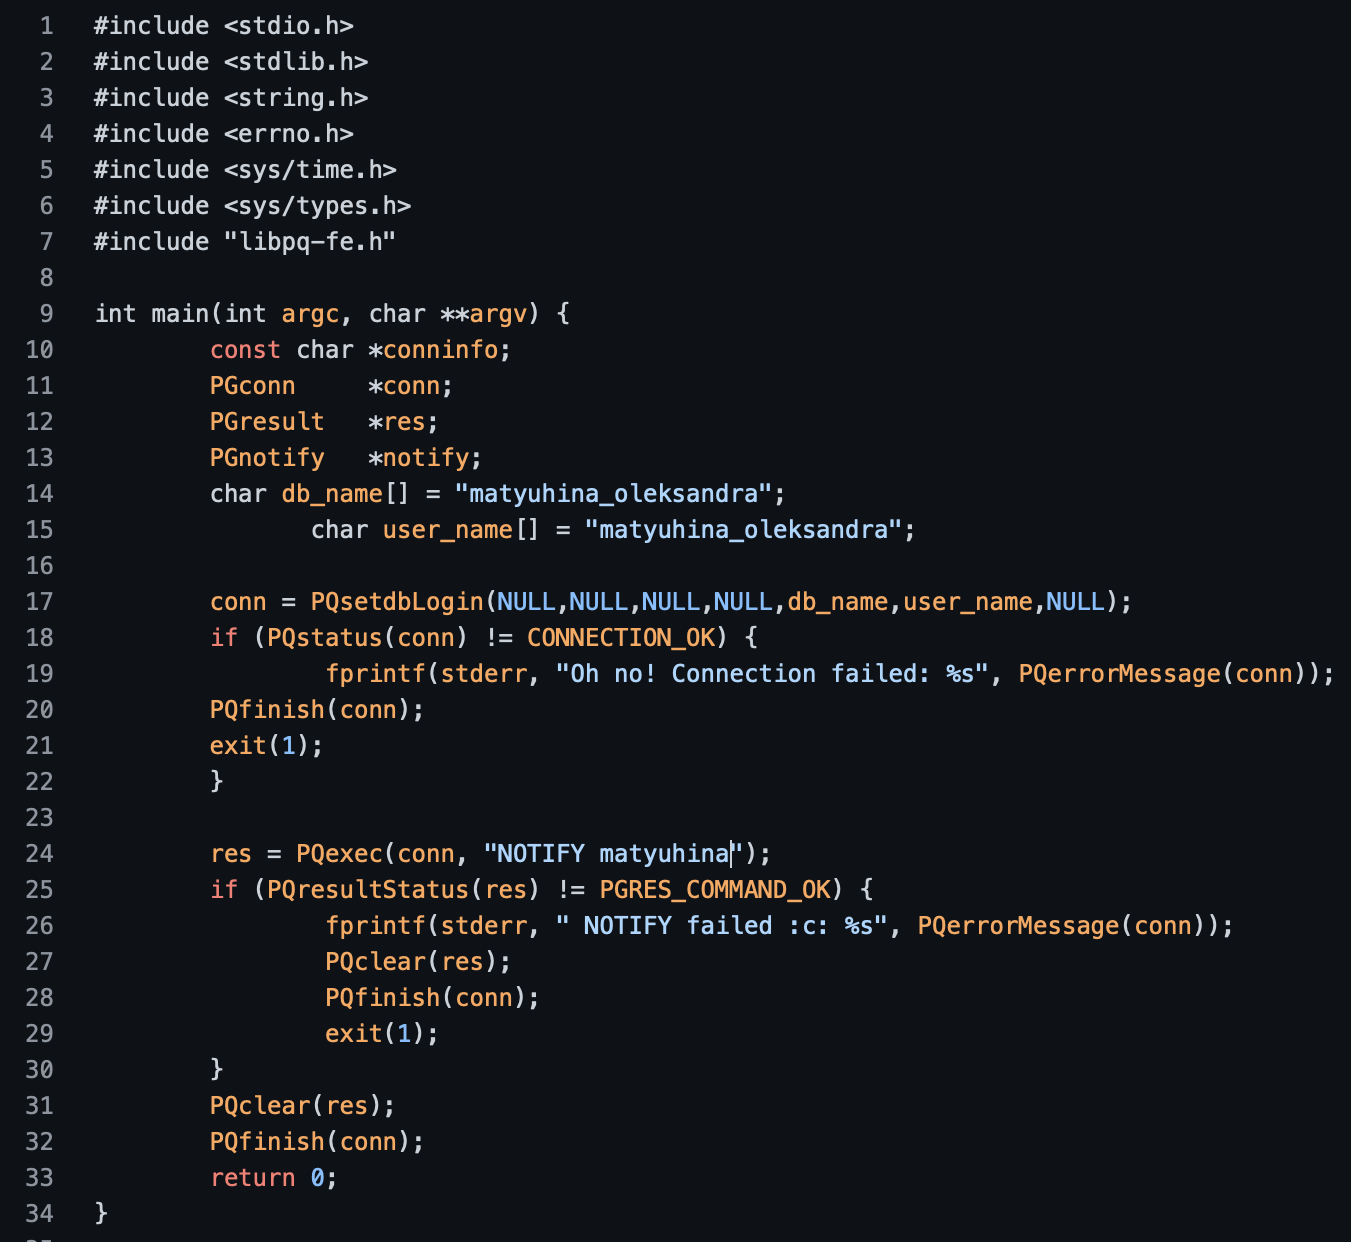 1 #include <stdio.h>
2 #include <stdlib.h>
3 #include <string.h>
4 #include <errno.h>
5 #include <sys/time.h>
6 #include <sys/types.h>
7 #include "libpq-fe.h"
8
9 int main(int argc, char **argv) {
10 const char *conninfo;
11 PGconn     *conn;
12 PGresult   *res;
13 PGnotify   *notify;
14 char db_name[] = "matyuhina_oleksandra";
15 char user_name[] = "matyuhina_oleksandra";
16
17 conn = PQsetdbLogin(NULL,NULL,NULL,NULL,db_name,user_name,NULL);
18 if (PQstatus(conn) != CONNECTION_OK) {
19 fprintf(stderr, "Oh no! Connection failed: %s", PQerrorMessage(conn));
20 PQfinish(conn);
21 exit(1);
22 }
23
24 res = PQexec(conn, "NOTIFY matyuhina");
25 if (PQresultStatus(res) != PGRES_COMMAND_OK) {
26 fprintf(stderr, " NOTIFY failed :c: %s", PQerrorMessage(conn));
27 PQclear(res);
28 PQfinish(conn);
29 exit(1);
30 }
31 PQclear(res);
32 PQfinish(conn);
33 return 0;
34 }